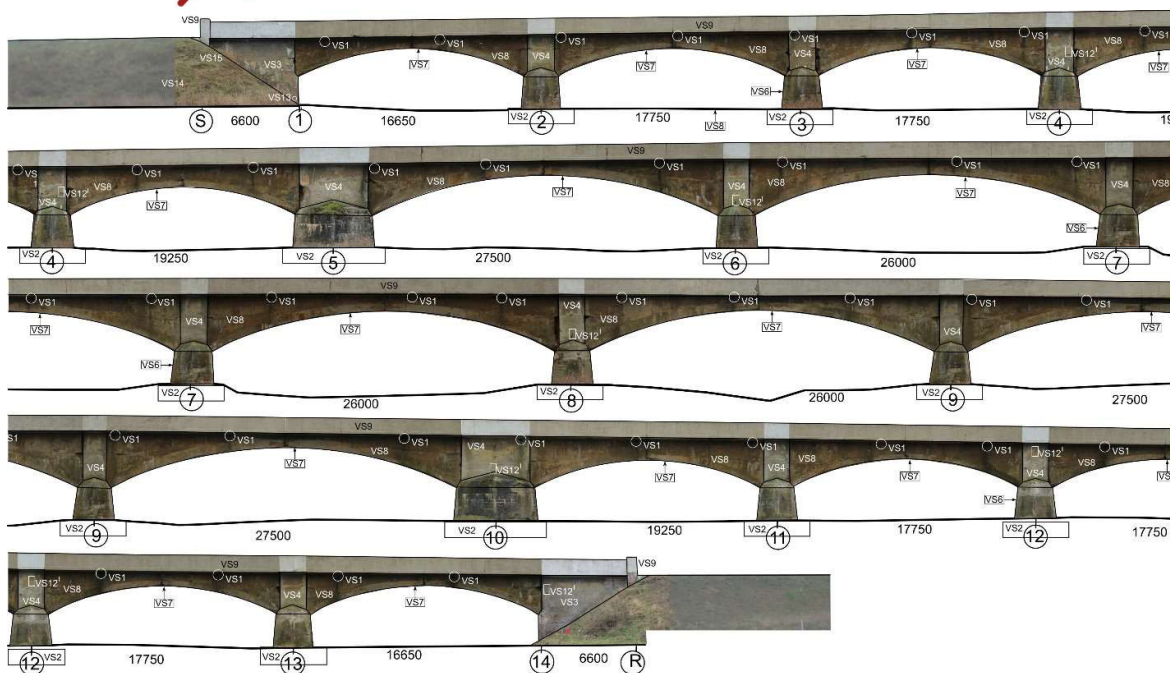 VS9 VS9
VS1 VS1 VS1 VS1 VS1 VS1 VS1 VS1
VS15 VS3 VS7 VS8 VS4 VS8 VS7 VS8 VS4 VS8 VS7 VS8 VS4 VS12 VS8 VS7
VS14 VS13 VS6
S 6600 1 16650 VS2 2 17750 VS8 VS2 3 17750 VS2 4
VS9
VS1 VS1 VS1 VS1 VS1 VS1 VS1 VS1
VS4 VS12 VS8 VS7 VS4 VS8 VS7 VS4 VS12 VS8 VS7 VS4 VS8
VS6
VS2 4 19250 VS2 5 27500 VS2 6 26000 VS2 7
VS9
VS1 VS1 VS1 VS1 VS1 VS1 VS1 VS1 VS1 VS1
VS7 VS4 VS8 VS7 VS4 VS12 VS8 VS7 VS4 VS8 VS7
VS6
VS2 7 26000 VS2 8 26000 VS2 9 27500
VS9
VS1 VS1 VS1 VS1 VS1 VS1 VS1 VS1 VS1
VS4 VS7 VS8 VS4 VS12 VS7 VS8 VS4 VS8 VS7 VS8 VS12 VS4
VS6
VS2 9 27500 VS2 10 19250 VS2 11 17750 VS2 12 17750
VS9 VS9
VS1 VS1 VS1 VS1
VS12 VS4 VS8 VS7 VS4 VS8 VS7 VS12 VS3
12 VS2 17750 VS2 13 16650 14 6600 R